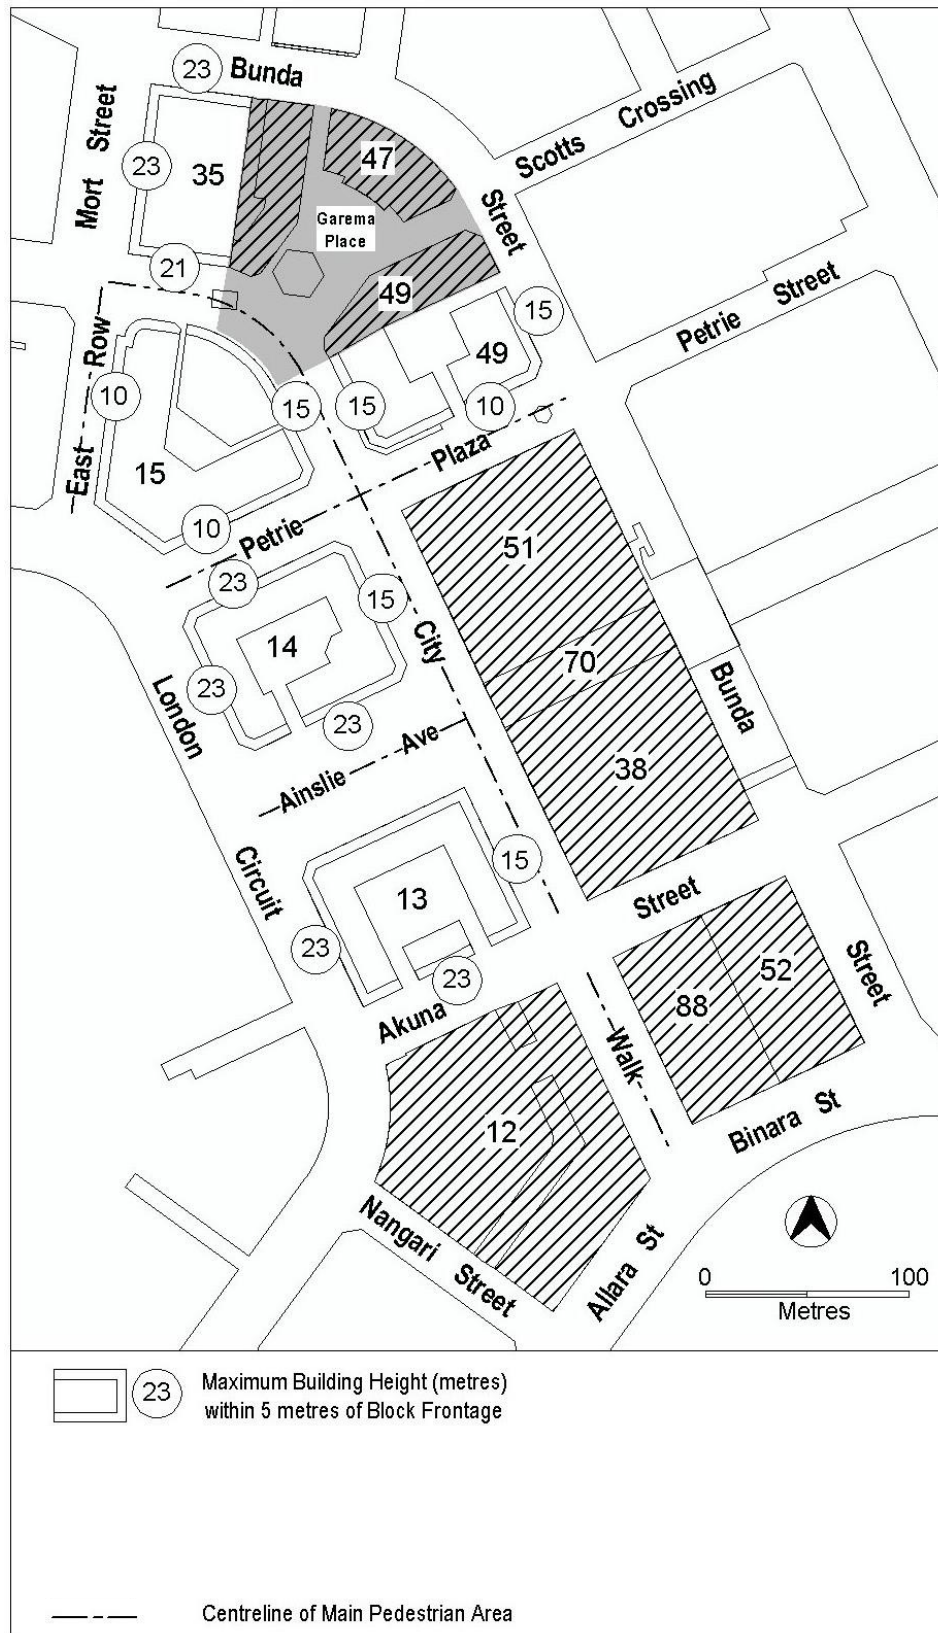 23
Bunda
Mort Street
23
35
47
Scotts Crossing
Street
Garema
Place
21
49
15
Petrie Street
East Row
10
15
15
49
10
Plaza
15
10
Petrie
51
23
15
14
City
70
23
23
Bunda
London
Ainslie Ave
38
Circuit
15
13
23
Street
23
Akuna
88
52
Street
Walk
12
Binara St
Nangari Street
Allara St
0 100
Metres
23
Maximum Building Height (metres)
within 5 metres of Block Frontage
Centreline of Main Pedestrian Area